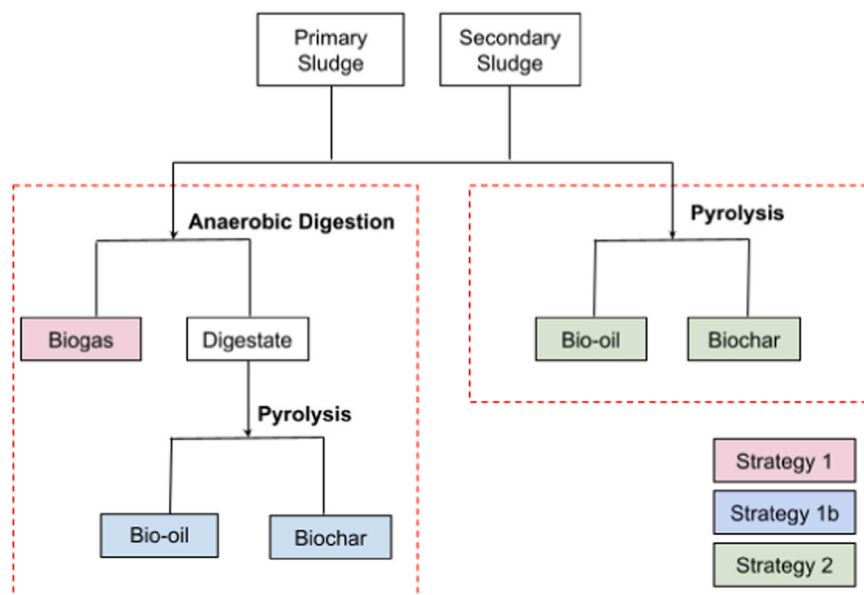 Primary
Sludge
Secondary
Sludge
Anaerobic Digestion
Pyrolysis
Biogas
Digestate
Bio-oil
Biochar
Pyrolysis
Bio-oil
Biochar
Strategy 1
Strategy 1b
Strategy 2